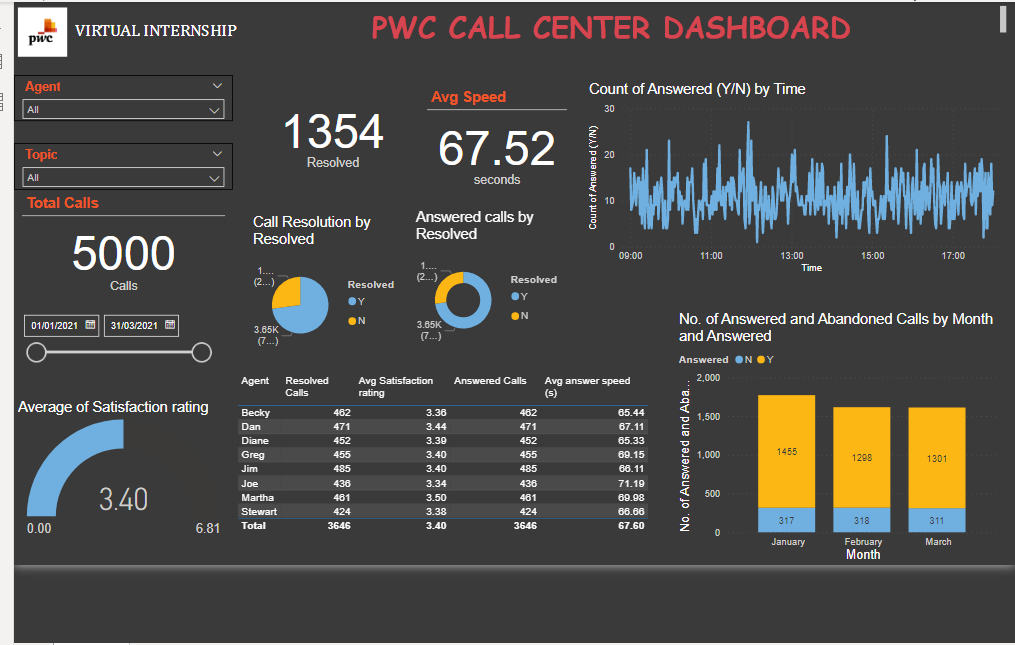 pwc
VIRTUAL INTERNSHIP
PWC CALL CENTER DASHBOARD
Agent
All
Topic
All
Total Calls
5000
Calls
01/01/2021
31/03/2021
Average of Satisfaction rating
3.40
0.00
6.81
1354
Resolved
Avg Speed
67.52
seconds
Call Resolution by
Resolved
1....
(2...)
3.65K
(7...)
Resolved
Y
N
Answered calls by
Resolved
1....
(2...)
3.65K
(7...)
Resolved
Y
N
Agent Resolved Calls Avg Satisfaction rating Answered Calls Avg answer speed (s)
Becky 462 3.36 462 65.44
Dan 471 3.44 471 67.11
Diane 452 3.39 452 65.33
Greg 455 3.40 455 69.15
Jim 485 3.40 485 66.11
Joe 436 3.34 436 71.19
Martha 461 3.50 461 69.98
Stewart 424 3.38 424 66.66
Total 3646 3.40 3646 67.60
Count of Answered (Y/N) by Time
Count of Answered (Y/N)
30
20
10
0
09:00 11:00 13:00 15:00 17:00
Time
No. of Answered and Abandoned Calls by Month
and Answered
Answered N Y
No. of Answered and Aba...
2,000
1,500
1,000
500
0
1455 1298 1301
317 318 311
January February March
Month